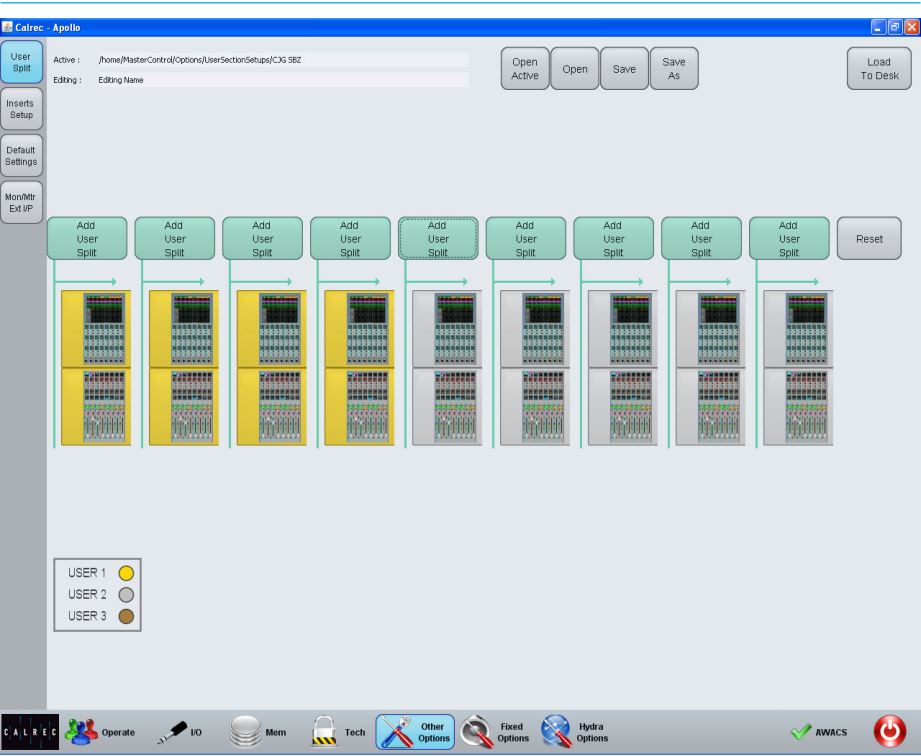 Calrec - Apollo
User
Split
Inserts
Setup
Default
Settings
Mon/Mtr
Ext I/P
Active : /home/MasterControl/Options/UserSectionSetups/CJG SBZ
Editing : Editing Name
Open
Active
Open
Save
Save
As
Load
To Desk
Add
User
Split
Add
User
Split
Add
User
Split
Add
User
Split
Add
User
Split
Add
User
Split
Add
User
Split
Add
User
Split
Add
User
Split
Reset
USER 1
USER 2
USER 3
CALREC
Operate
I/O
Mem
Tech
Other
Options
Fixed
Options
Hydra
Options
AWACS